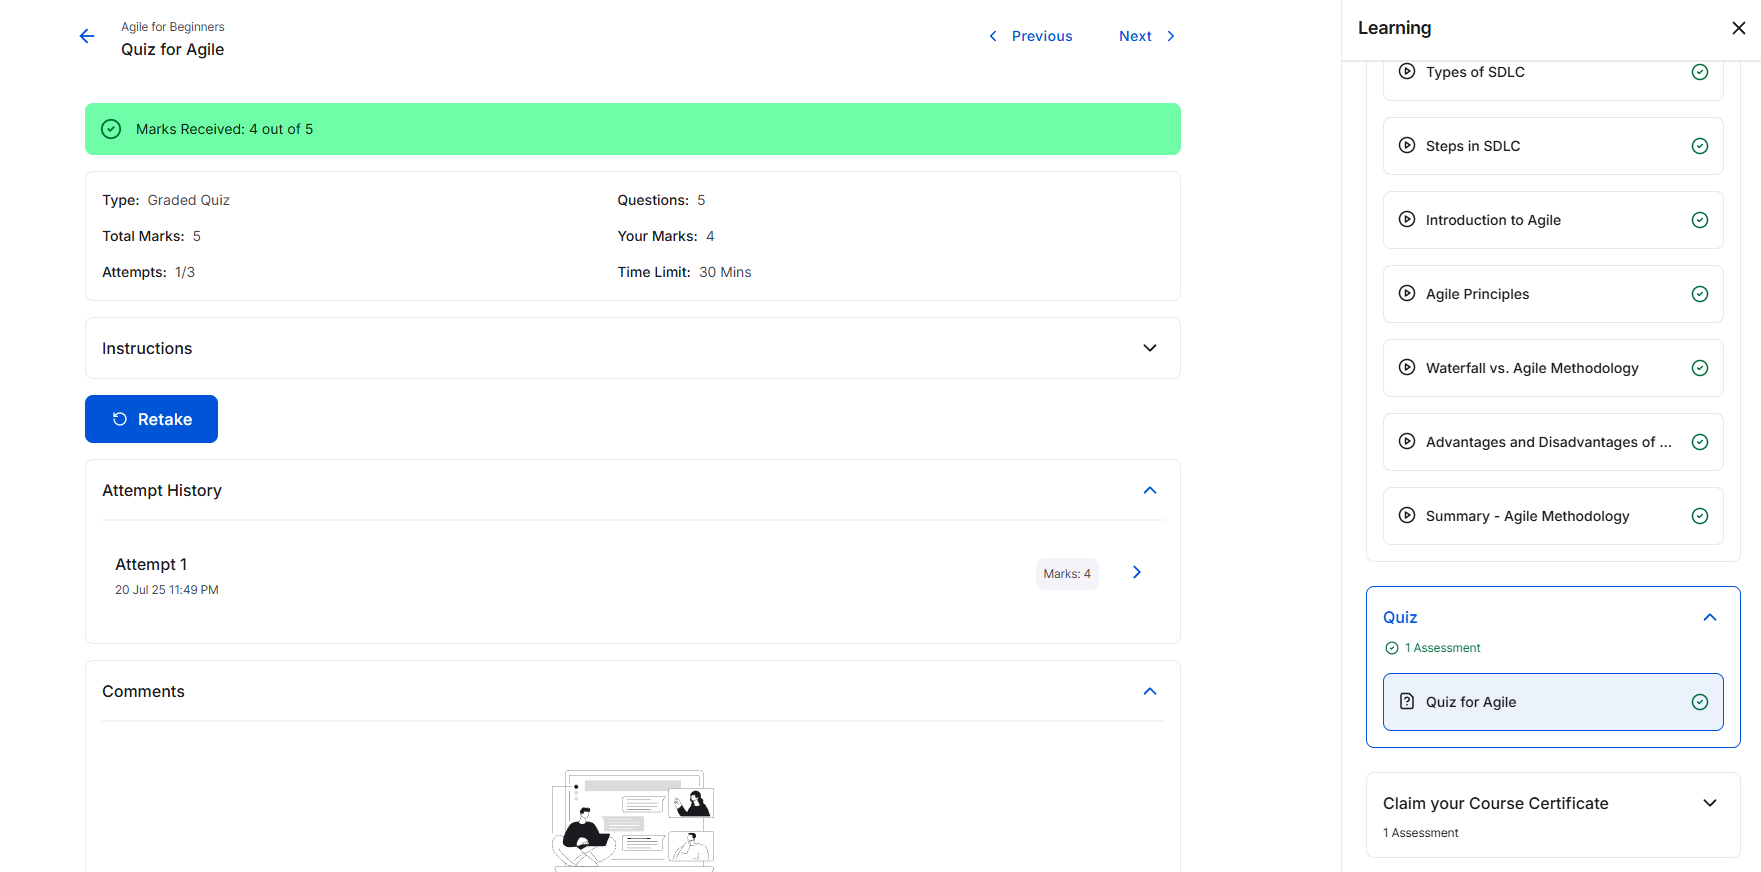 Agile for Beginners
Quiz for Agile
Previous
Next
Marks Received: 4 out of 5
Type: Graded Quiz
Questions: 5
Total Marks: 5
Your Marks: 4
Attempts: 1/3
Time Limit: 30 Mins
Instructions
Retake
Attempt History
Attempt 1
20 Jul 25 11:49 PM
Marks: 4
Comments
Learning
Types of SDLC
Steps in SDLC
Introduction to Agile
Agile Principles
Waterfall vs. Agile Methodology
Advantages and Disadvantages of ...
Summary - Agile Methodology
Quiz
1 Assessment
Quiz for Agile
Claim your Course Certificate
1 Assessment